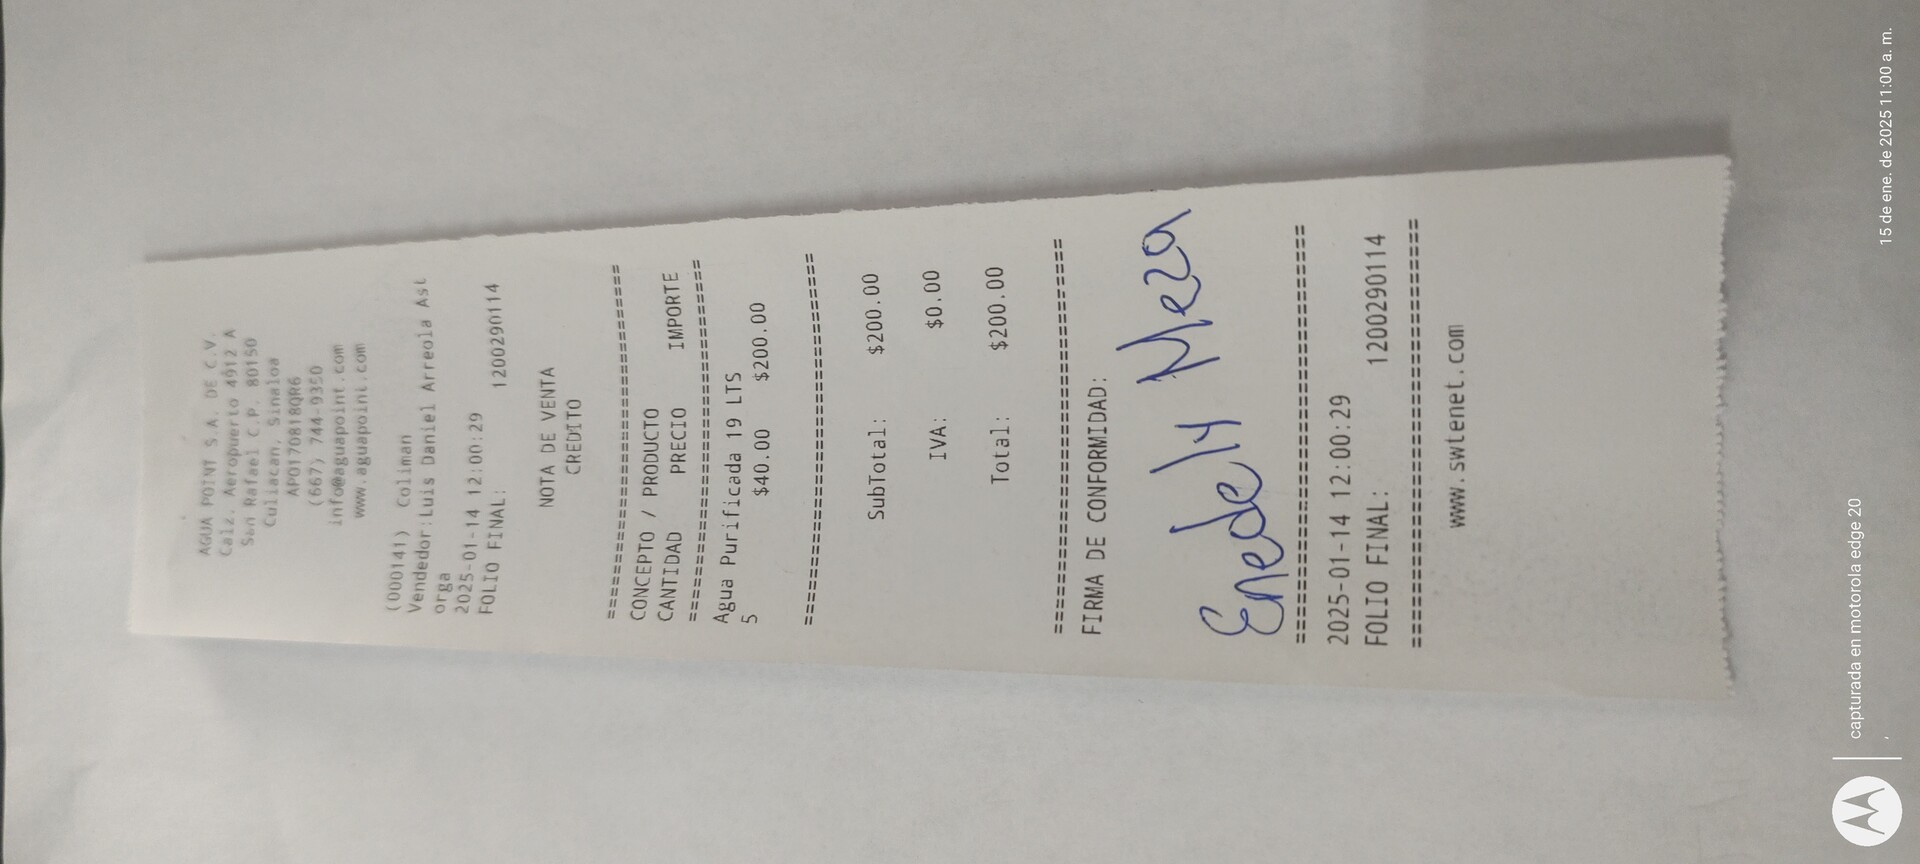 AGUA POINT S.A. DE C.V.
Calz. Aeropuerto 4912 A
San Rafael C.P. 80150
Culiacan, Sinaloa
APO170818QR6
(667) 744-9350
info@aguapoint.com
www.aguapoint.com
(000141) Coliman
Vendedor:Luis Daniel Arreola Ast
orga
2025-01-14 12:00:29
FOLIO FINAL: 1200290114
NOTA DE VENTA
CREDITO
================================
CONCEPTO / PRODUCTO
CANTIDAD PRECIO IMPORTE
================================
Agua Purificada 19 LTS
5 $40.00 $200.00
================================
SubTotal: $200.00
IVA: $0.00
Total: $200.00
================================
FIRMA DE CONFORMIDAD:
Enedely Meza
================================
2025-01-14 12:00:29
FOLIO FINAL: 1200290114
================================
www.swtenet.com
capturada en motorola edge 20
15 de ene. de 2025 11:00 a. m.